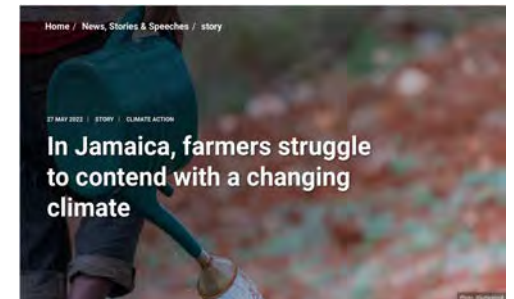 Home / News, Stories & Speeches / story
27 MAY 2022 | STORY | CLIMATE ACTION
In Jamaica, farmers struggle
to contend with a changing
climate